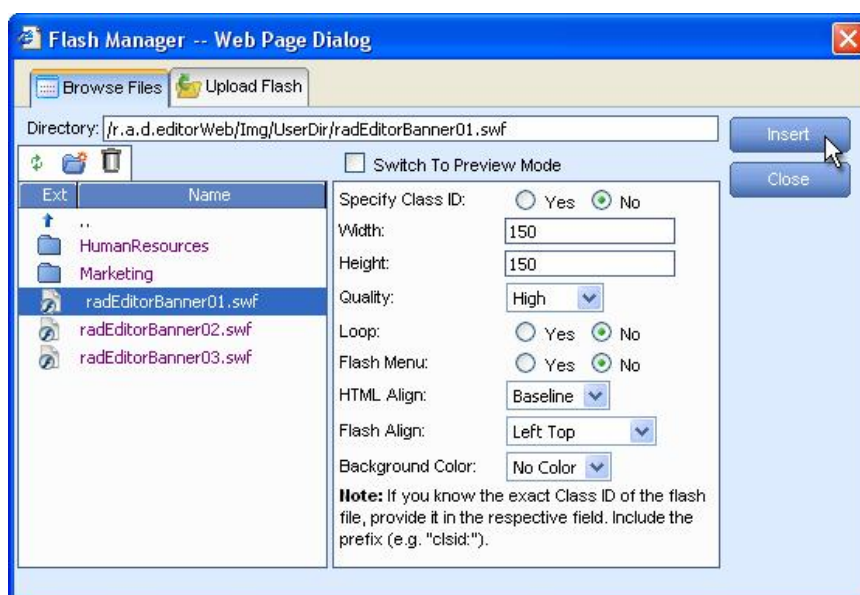 Flash Manager -- Web Page Dialog
Browse Files Upload Flash
Directory: /r.a.d.editorWeb/Img/UserDir/radEditorBanner01.swf
Insert
Switch To Preview Mode
Close
Ext Name
..
HumanResources
Marketing
radEditorBanner01.swf
radEditorBanner02.swf
radEditorBanner03.swf
Specify Class ID: Yes No
Width: 150
Height: 150
Quality: High
Loop: Yes No
Flash Menu: Yes No
HTML Align: Baseline
Flash Align: Left Top
Background Color: No Color
Note: If you know the exact Class ID of the flash
file, provide it in the respective field. Include the
prefix (e.g. "clsid:").